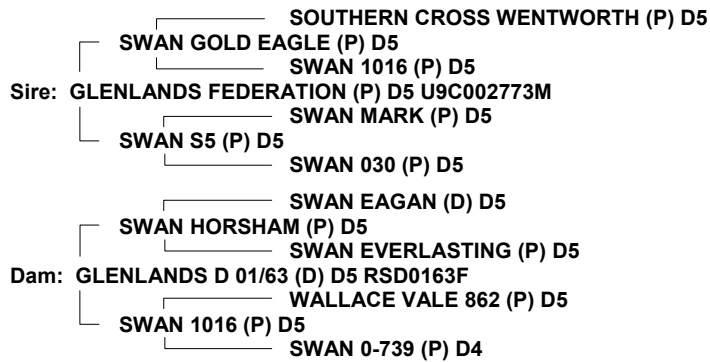 SOUTHERN CROSS WENTWORTH (P) D5
SWAN GOLD EAGLE (P) D5
SWAN 1016 (P) D5
Sire: GLENLANDS FEDERATION (P) D5 U9C002773M
SWAN MARK (P) D5
SWAN S5 (P) D5
SWAN 030 (P) D5
SWAN EAGAN (D) D5
SWAN HORSHAM (P) D5
SWAN EVERLASTING (P) D5
Dam: GLENLANDS D 01/63 (D) D5 RSD0163F
WALLACE VALE 862 (P) D5
SWAN 1016 (P) D5
SWAN 0-739 (P) D4